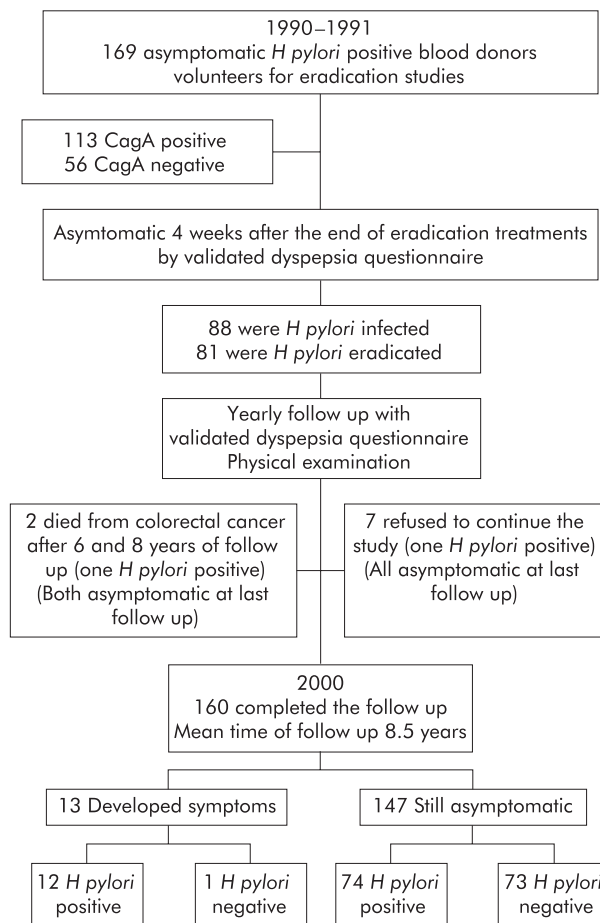 1990–1991
169 asymptomatic H pylori positive blood donors
volunteers for eradication studies
113 CagA positive
56 CagA negative
Asymtomatic 4 weeks after the end of eradication treatments
by validated dyspepsia questionnaire
88 were H pylori infected
81 were H pylori eradicated
Yearly follow up with
validated dyspepsia questionnaire
Physical examination
2 died from colorectal cancer
after 6 and 8 years of follow
up (one H pylori positive)
(Both asymptomatic at last
follow up)
7 refused to continue the
study (one H pylori positive)
(All asymptomatic at last
follow up)
2000
160 completed the follow up
Mean time of follow up 8.5 years
13 Developed symptoms
147 Still asymptomatic
12 H pylori
positive
1 H pylori
negative
74 H pylori
positive
73 H pylori
negative